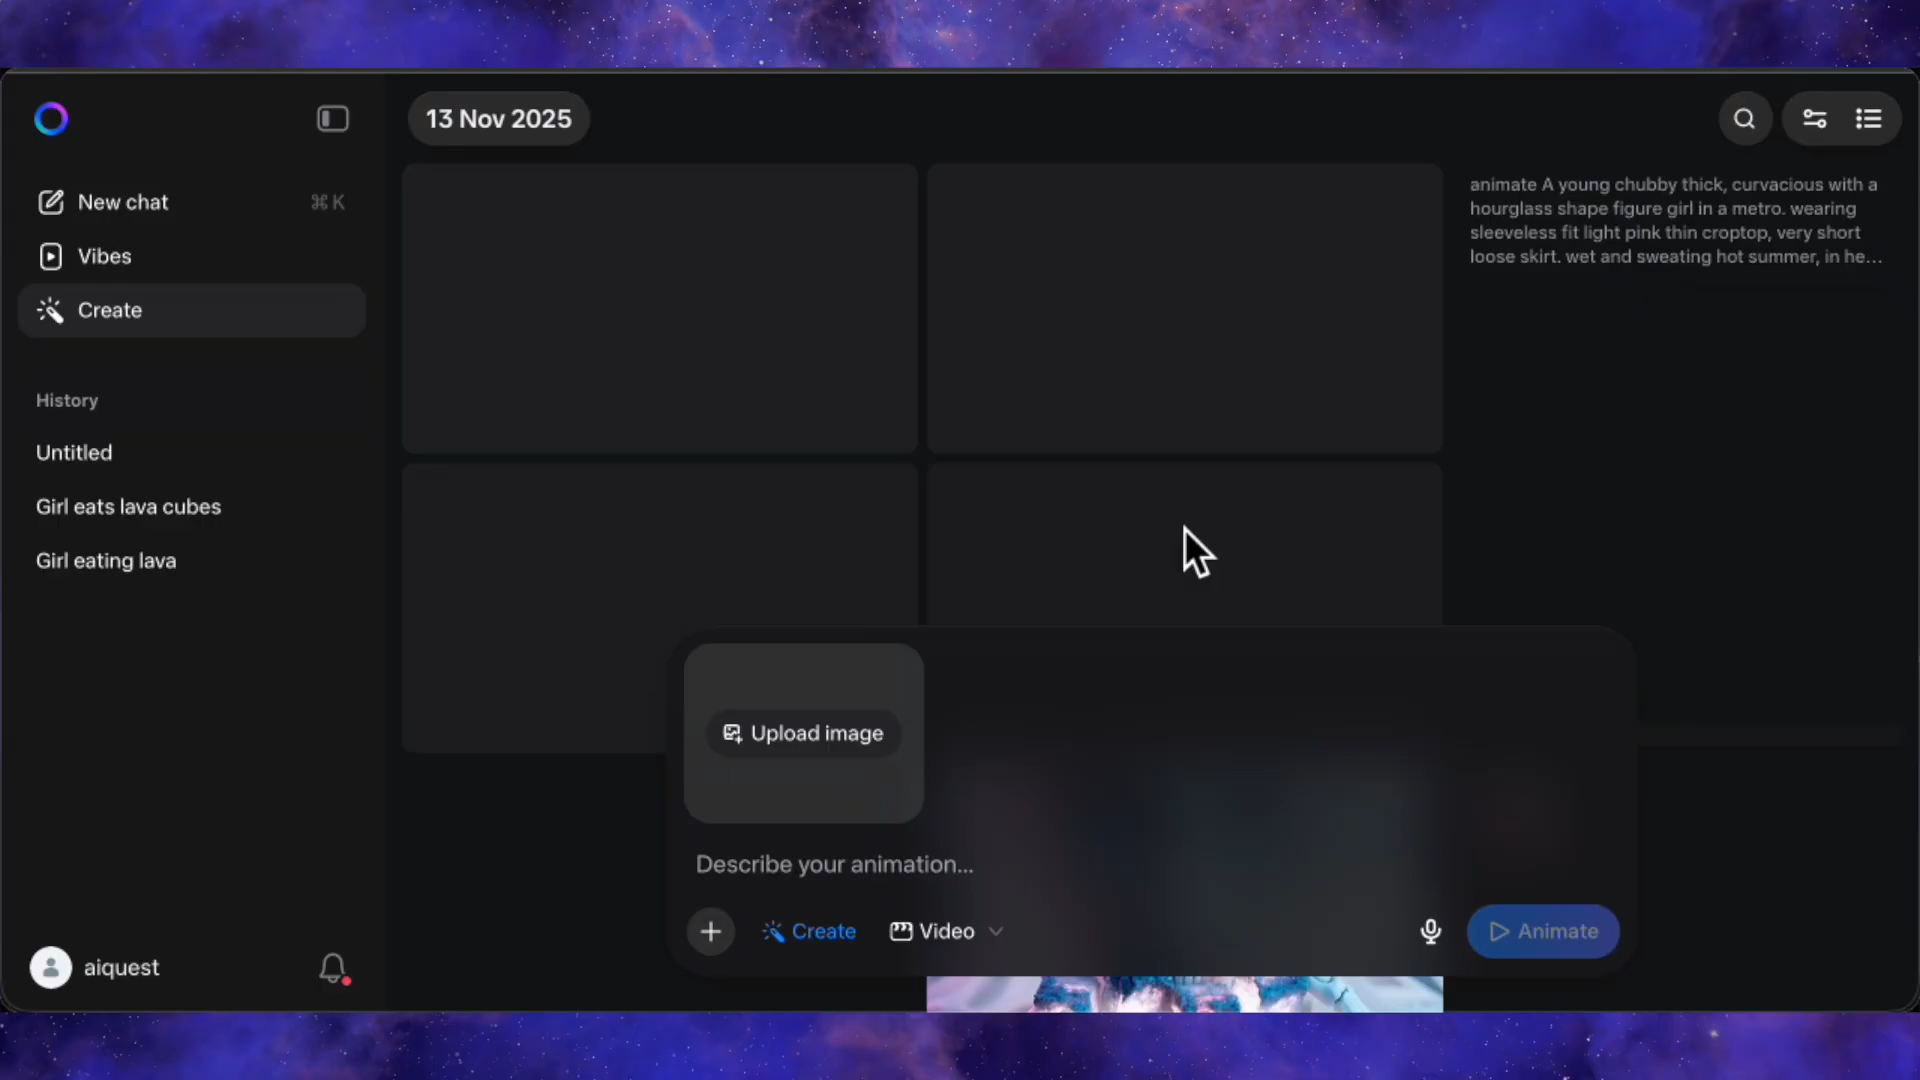 13 Nov 2025
New chat
⌘ K
Vibes
Create
History
Untitled
Girl eats lava cubes
Girl eating lava
aiquest
animate A young chubby thick, curvacious with a
hourglass shape figure girl in a metro. wearing
sleeveless fit light pink thin croptop, very short
loose skirt. wet and sweating hot summer, in he...
Upload image
Describe your animation...
Create
Video
Animate